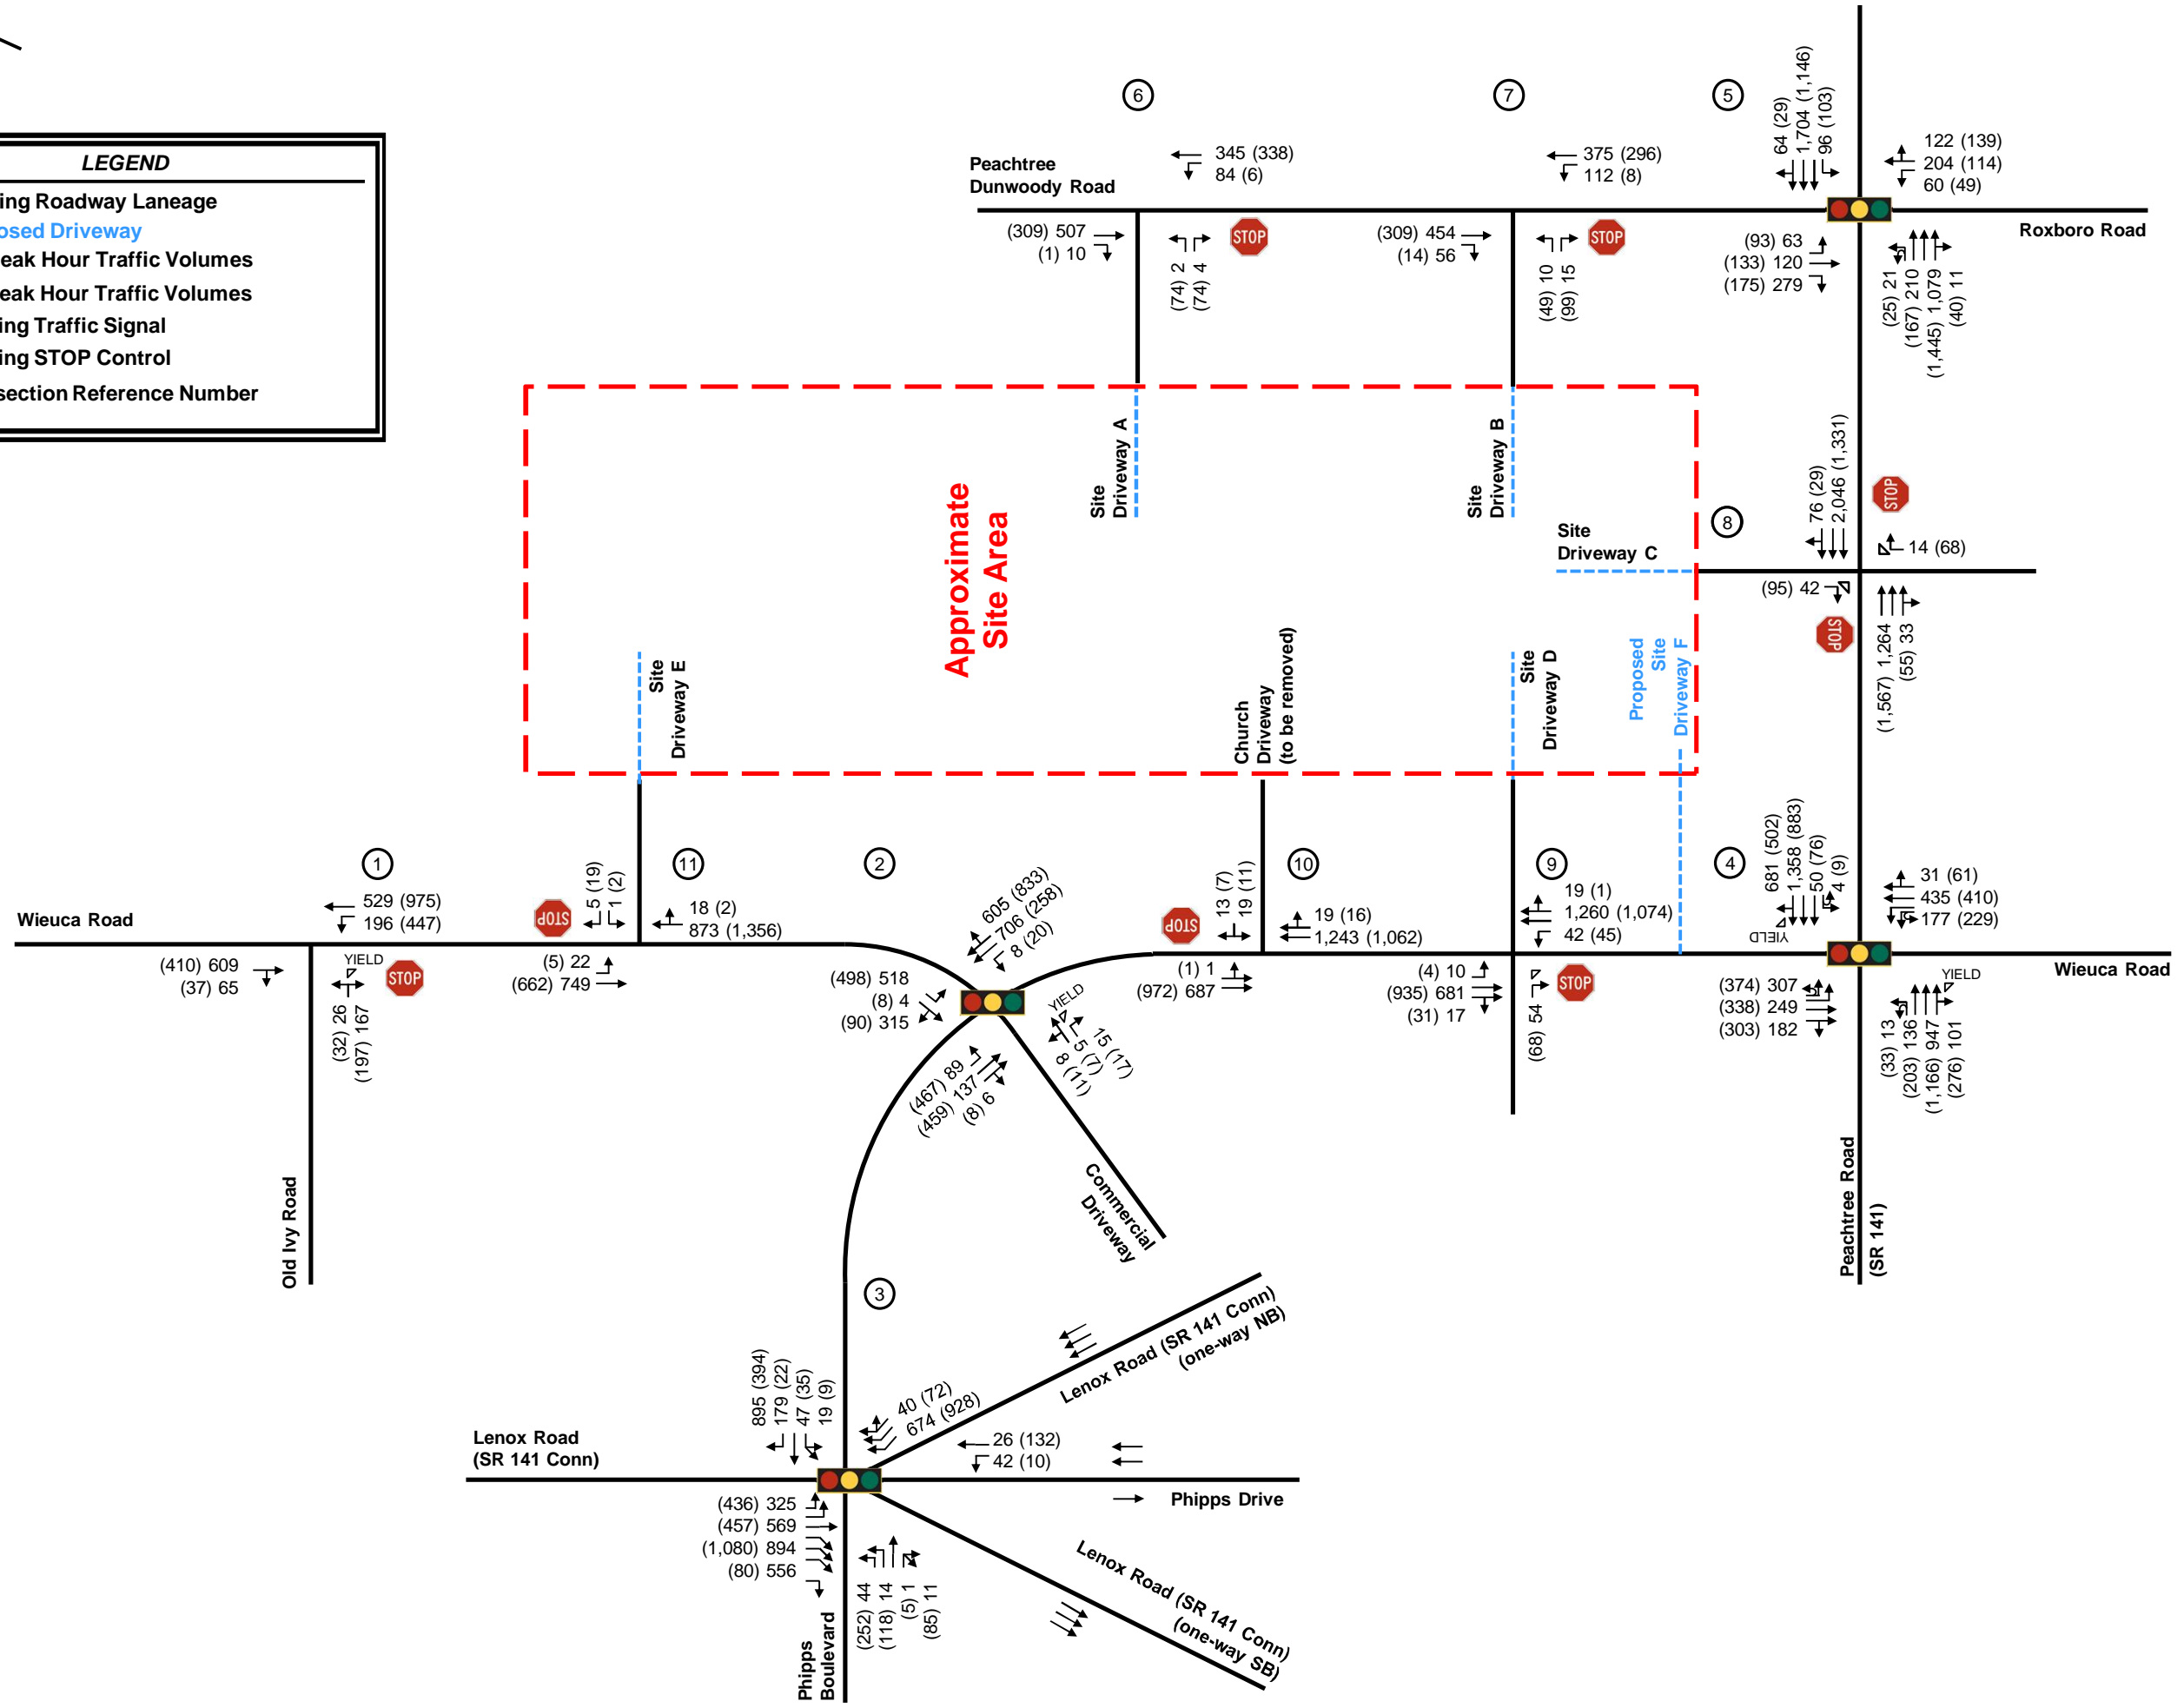 LEGEND
ing Roadway Laneage
osed Driveway
eak Hour Traffic Volumes
eak Hour Traffic Volumes
ing Traffic Signal
ing STOP Control
section Reference Number
6
7
5
Peachtree
Dunwoody Road
345 (338)
84 (6)
(309) 507
(1) 10
(74) 2
(74) 4
STOP
375 (296)
112 (8)
(309) 454
(14) 56
(49) 10
(99) 15
STOP
64 (29)
1,704 (1,146)
96 (103)
122 (139)
204 (114)
60 (49)
Roxboro Road
(93) 63
(133) 120
(175) 279
(25) 21
(167) 210
(1,445) 1,079
(40) 11
Site
Driveway A
Site
Driveway B
Approximate
Site Area
Site
Driveway C
8
76 (29)
2,046 (1,331)
STOP
14 (68)
(95) 42
STOP
(1,567) 1,264
(55) 33
Site
Driveway E
Church
Driveway
(to be removed)
Site
Driveway D
Proposed
Site
Driveway F
1
Wieuca Road
529 (975)
196 (447)
(410) 609
(37) 65
YIELD
STOP
(32) 26
(197) 167
Old Ivy Road
11
STOP
5 (19)
1 (2)
18 (2)
873 (1,356)
(5) 22
(662) 749
2
605 (833)
706 (258)
8 (20)
(498) 518
(8) 4
(90) 315
(467) 89
(459) 137
(8) 6
YIELD
15 (17)
5 (7)
8 (11)
Commercial
Driveway
10
STOP
13 (7)
19 (11)
19 (16)
1,243 (1,062)
(1) 1
(972) 687
9
19 (1)
1,260 (1,074)
42 (45)
(4) 10
(935) 681
(31) 17
STOP
(68) 54
4
681 (502)
1,358 (883)
50 (76)
4 (9)
YIELD
31 (61)
435 (410)
177 (229)
Wieuca Road
(374) 307
(338) 249
(303) 182
YIELD
(33) 13
(203) 136
(1,166) 947
(276) 101
Peachtree Road
(SR 141)
3
895 (394)
179 (22)
47 (35)
19 (9)
40 (72)
674 (928)
Lenox Road (SR 141 Conn)
(one-way NB)
Lenox Road
(SR 141 Conn)
26 (132)
42 (10)
Phipps Drive
(436) 325
(457) 569
(1,080) 894
(80) 556
(252) 44
(118) 14
(5) 1
(85) 11
Phipps
Boulevard
Lenox Road (SR 141 Conn)
(one-way SB)